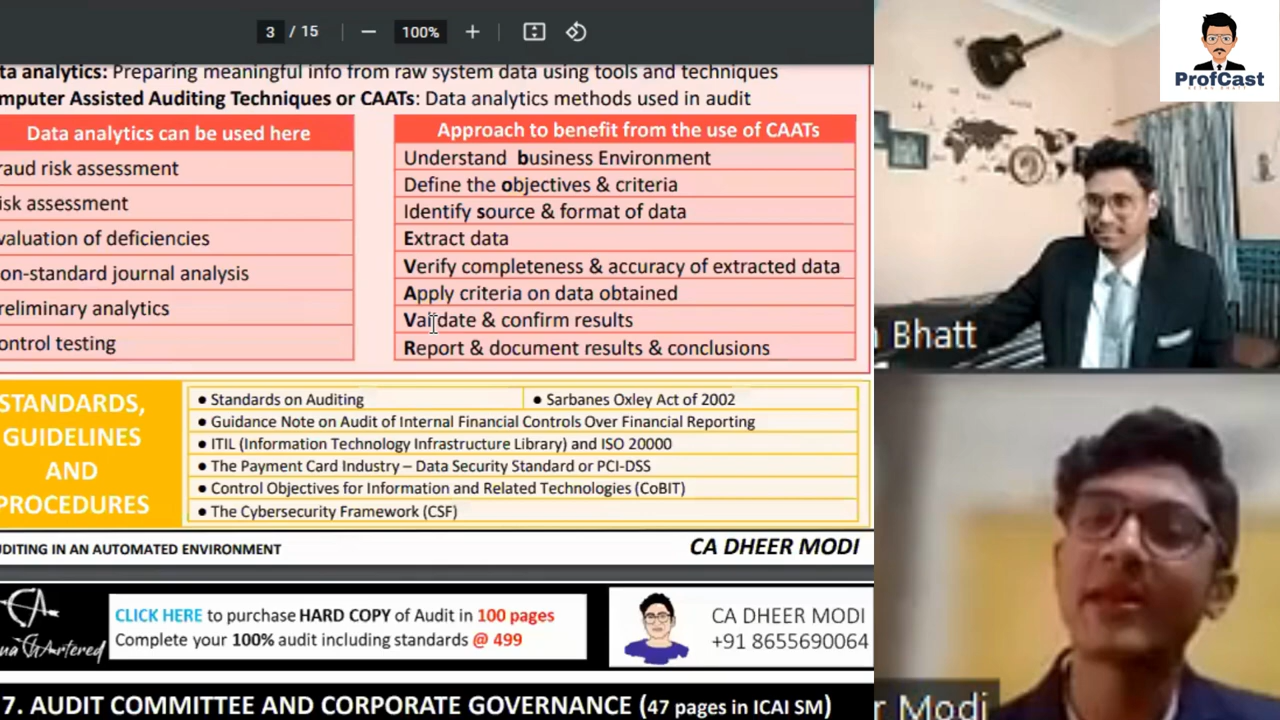 3 / 15
100%
ta analytics: Preparing meaningful info from raw system data using tools and techniques
mputer Assisted Auditing Techniques or CAATs: Data analytics methods used in audit
Data analytics can be used here
raud risk assessment
isk assessment
valuation of deficiencies
on-standard journal analysis
reliminary analytics
ontrol testing
Approach to benefit from the use of CAATs
Understand business Environment
Define the objectives & criteria
Identify source & format of data
Extract data
Verify completeness & accuracy of extracted data
Apply criteria on data obtained
Validate & confirm results
Report & document results & conclusions
STANDARDS,
GUIDELINES
AND
PROCEDURES
● Standards on Auditing
● Sarbanes Oxley Act of 2002
● Guidance Note on Audit of Internal Financial Controls Over Financial Reporting
● ITIL (Information Technology Infrastructure Library) and ISO 20000
● The Payment Card Industry – Data Security Standard or PCI-DSS
● Control Objectives for Information and Related Technologies (CoBIT)
● The Cybersecurity Framework (CSF)
UDITING IN AN AUTOMATED ENVIRONMENT
CA DHEER MODI
CA
na Chartered
CLICK HERE to purchase HARD COPY of Audit in 100 pages
Complete your 100% audit including standards @ 499
CA DHEER MODI
+91 8655690064
7. AUDIT COMMITTEE AND CORPORATE GOVERNANCE (47 pages in ICAI SM)
ProfCast
Bhatt
r Modi